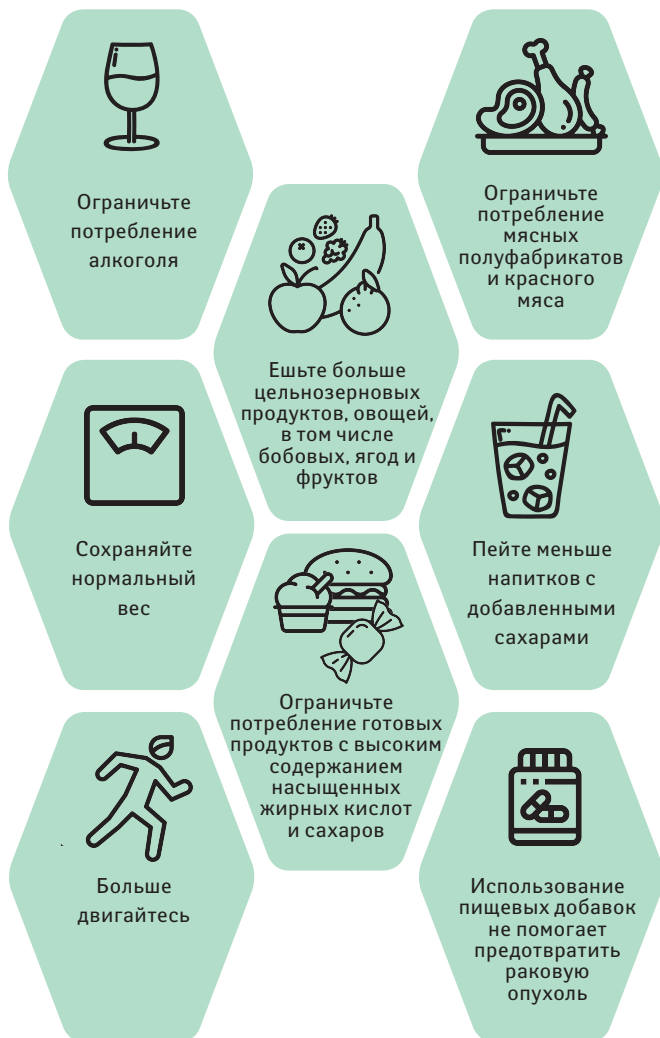 Ограничьте
потребление
алкоголя
Ограничьте
потребление
мясных
полуфабрикатов
и красного
мяса
Ешьте больше
цельнозерновых
продуктов, овощей,
в том числе
бобовых, ягод и
фруктов
Сохраняйте
нормальный
вес
Пейте меньше
напитков с
добавленными
сахарами
Ограничьте
потребление готовых
продуктов с высоким
содержанием
насыщенных
жирных кислот
и сахаров
Больше
двигайтесь
Использование
пищевых добавок
не помогает
предотвратить
раковую
опухоль